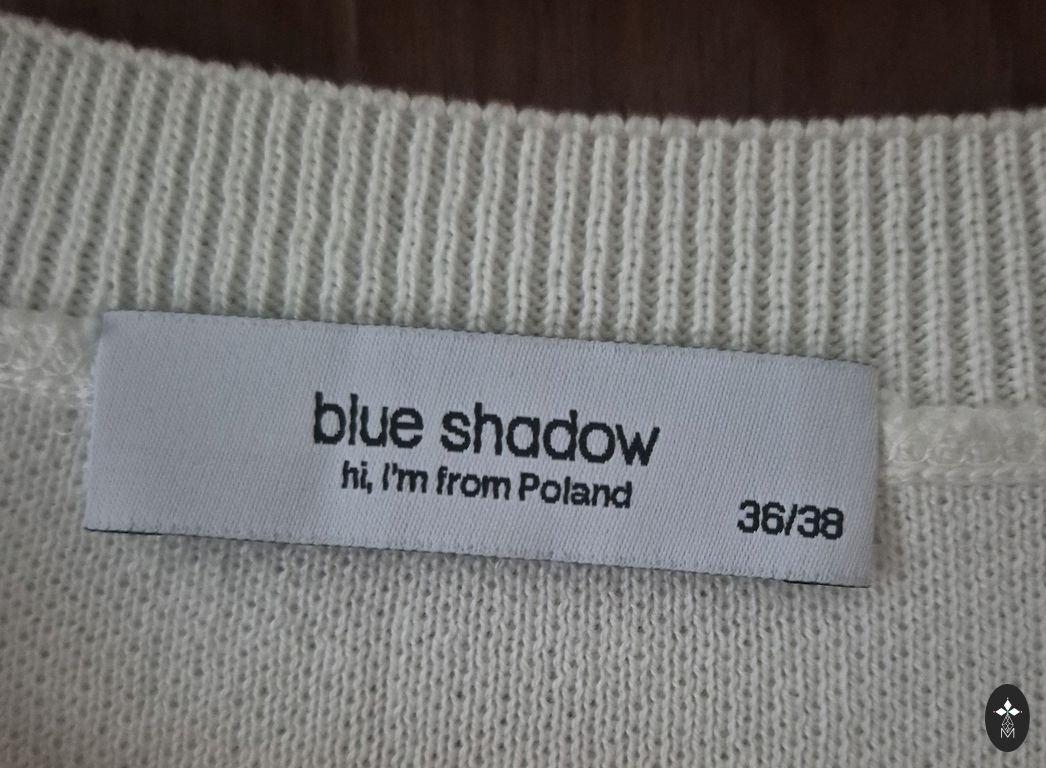 blue shadow
hi, I'm from Poland
36/38
M